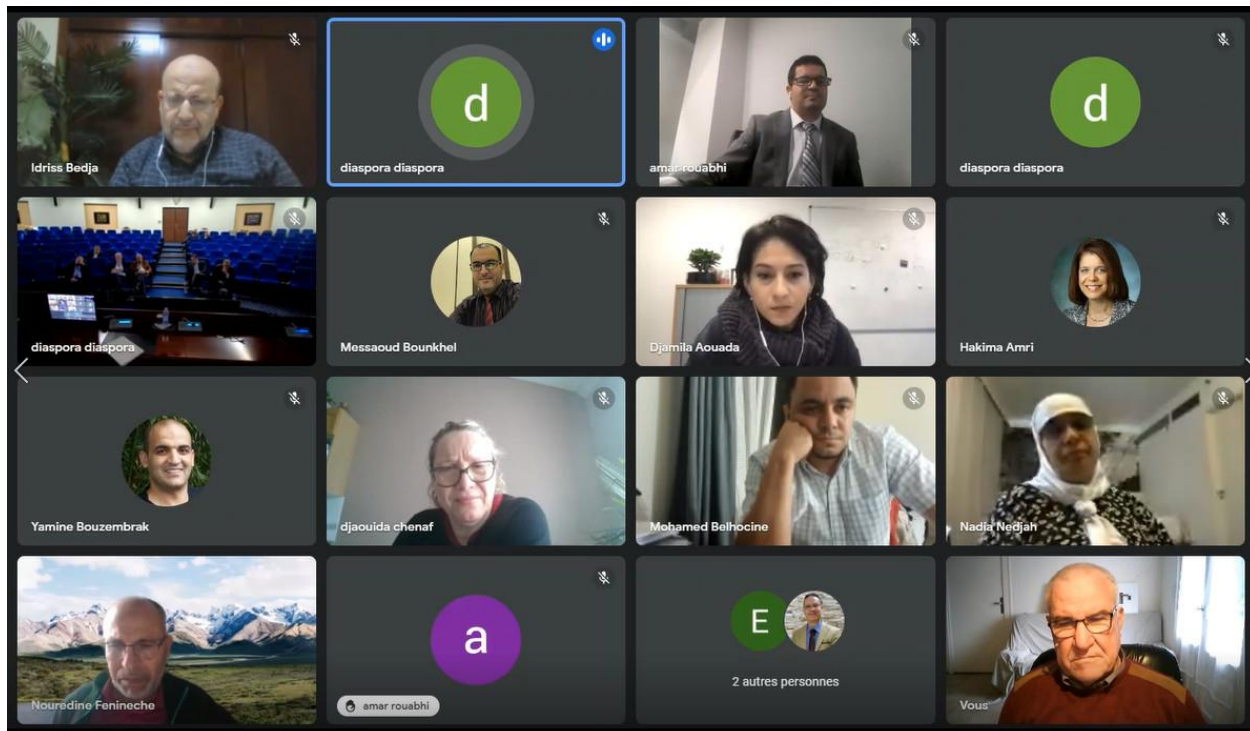 Idriss Bedja
d
diaspora diaspora
amar rouabhi
d
diaspora diaspora
diaspora diaspora
Messaoud Bounkhel
Djamila Aouada
Hakima Amri
Yamine Bouzembrak
djaouida chenaf
Mohamed Belhocine
Nadia Nedjah
Nouredine Fenineche
a
amar rouabhi
E
2 autres personnes
Vous